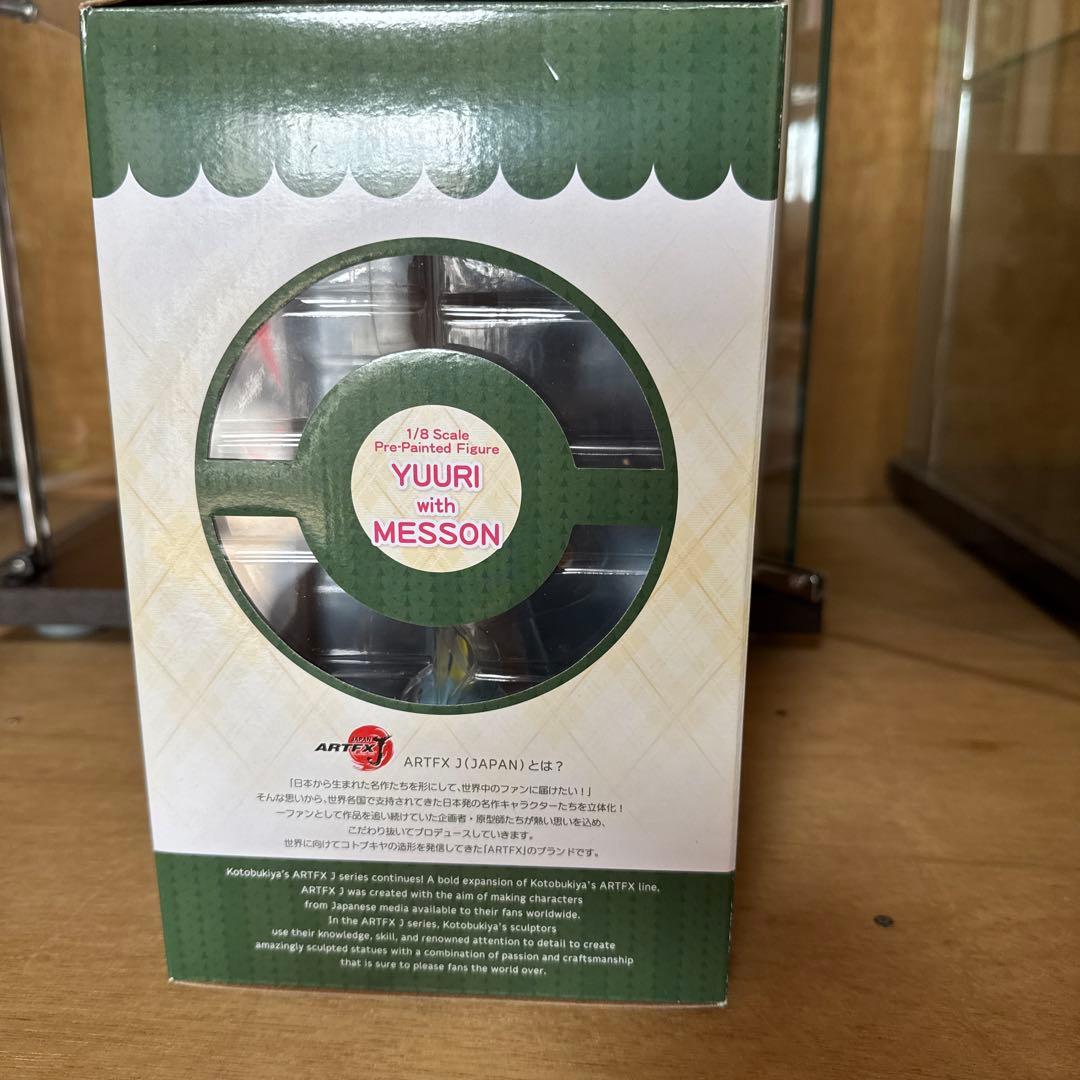 1/8 Scale
Pre-Painted Figure
YUURI
with
MESSON
JAPAN
ARTFX J
ARTFX J(JAPAN)とは?
「日本から生まれた名作たちを形にして、世界中のファンに届けたい!」
そんな思いから、世界各国で支持されてきた日本発の名作キャラクターたちを立体化!
一ファンとして作品を追い続けていた企画者・原型師たちが熱い思いを込め、
こだわり抜いてプロデュースしていきます。
世界に向けてコトブキヤの造形を発信してきた「ARTFX」のブランドです。
Kotobukiya's ARTFX J series continues! A bold expansion of Kotobukiya's ARTFX line,
ARTFX J was created with the aim of making characters
from Japanese media available to their fans worldwide.
In the ARTFX J series, Kotobukiya's sculptors
use their knowledge, skill, and renowned attention to detail to create
amazingly sculpted statues with a combination of passion and craftsmanship
that is sure to please fans the world over.